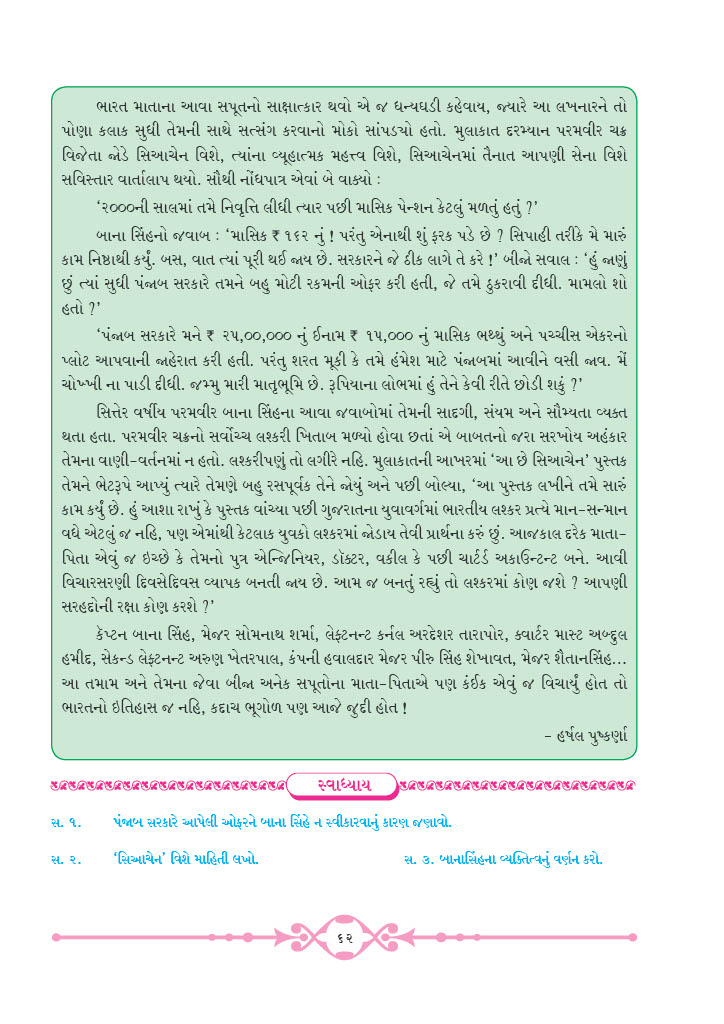 ભારત માતાના આવા સપૂતનો સાક્ષાત્કાર થવો એ જ ધન્યઘડી કહેવાય, જ્યારે આ લખનારને તો
પોણા કલાક સુધી તેમની સાથે સત્સંગ કરવાનો મોકો સાંપડ્યો હતો. મુલાકાત દરમ્યાન પરમવીર ચક્ર
વિજેતા જોડે સિઆચેન વિશે, ત્યાંના વ્યૂહાત્મક મહત્ત્વ વિશે, સિઆચેનમાં તૈનાત આપણી સેના વિશે
સવિસ્તાર વાર્તાલાપ થયો. સૌથી નોંધપાત્ર એવાં બે વાક્યો :
‘૨૦૦૦ની સાલમાં તમે નિવૃત્તિ લીધી ત્યાર પછી માસિક પેન્શન કેટલું મળતું હતું ?’
બાના સિંહનો જવાબ : ‘માસિક ₹ ૧૬૨ નું ! પરંતુ એનાથી શું ફરક પડે છે ? સિપાહી તરીકે મે મારું
કામ નિષ્ઠાથી કર્યું. બસ, વાત ત્યાં પૂરી થઈ જાય છે. સરકારને જે ઠીક લાગે તે કરે !’ બીજો સવાલ : ‘હું જાણું
છું ત્યાં સુધી પંજાબ સરકારે તમને બહુ મોટી રકમની ઓફર કરી હતી, જે તમે ઠુકરાવી દીધી. મામલો શો
હતો ?’
‘પંજાબ સરકારે મને ₹ ૨૫,૦૦,૦૦૦ નું ઈનામ ₹ ૧૫,૦૦૦ નું માસિક ભથ્થું અને પચ્ચીસ એકરનો
પ્લોટ આપવાની જાહેરાત કરી હતી. પરંતુ શરત મૂકી કે તમે હંમેશ માટે પંજાબમાં આવીને વસી જાવ. મેં
ચોખ્ખી ના પાડી દીધી. જમ્મુ મારી માતૃભૂમિ છે. રૂપિયાના લોભમાં હું તેને કેવી રીતે છોડી શકું ?’
સિત્તેર વર્ષીય પરમવીર બાના સિંહના આવા જવાબોમાં તેમની સાદગી, સંયમ અને સૌમ્યતા વ્યક્ત
થતા હતા. પરમવીર ચક્રનો સર્વોચ્ચ લશ્કરી ખિતાબ મળ્યો હોવા છતાં એ બાબતનો જરા સરખોય અહંકાર
તેમના વાણી-વર્તનમાં ન હતો. લશ્કરીપણું તો લગીરે નહિ. મુલાકાતની આખરમાં ‘આ છે સિઆચેન’ પુસ્તક
તેમને ભેટરૂપે આપ્યું ત્યારે તેમણે બહુ રસપૂર્વક તેને જોયું અને પછી બોલ્યા, ‘આ પુસ્તક લખીને તમે સારું
કામ કર્યું છે. હું આશા રાખું કે પુસ્તક વાંચ્યા પછી ગુજરાતના યુવાવર્ગમાં ભારતીય લશ્કર પ્રત્યે માન-સન્માન
વધે એટલું જ નહિ, પણ એમાંથી કેટલાક યુવકો લશ્કરમાં જોડાય તેવી પ્રાર્થના કરું છું. આજકાલ દરેક માતા-
પિતા એવું જ ઇચ્છે કે તેમનો પુત્ર એન્જિનિયર, ડૉક્ટર, વકીલ કે પછી ચાર્ટર્ડ અકાઉન્ટન્ટ બને. આવી
વિચારસરણી દિવસેદિવસ વ્યાપક બનતી જાય છે. આમ જ બનતું રહ્યું તો લશ્કરમાં કોણ જશે ? આપણી
સરહદોની રક્ષા કોણ કરશે ?’
કૅપ્ટન બાના સિંહ, મેજર સોમનાથ શર્મા, લેફ્ટનન્ટ કર્નલ અરદેશર તારાપોર, ક્વાર્ટર માસ્ટ અબ્દુલ
હમીદ, સેકન્ડ લેફ્ટનન્ટ અરુણ ખેતરપાલ, કંપની હવાલદાર મેજર પીરુ સિંહ શેખાવત, મેજર શૈતાનસિંહ...
આ તમામ અને તેમના જેવા બીજા અનેક સપૂતોના માતા-પિતાએ પણ કંઈક એવું જ વિચાર્યું હોત તો
ભારતનો ઇતિહાસ જ નહિ, કદાચ ભૂગોળ પણ આજે જુદી હોત !
- હર્ષલ પુષ્કર્ણા
સ્વાધ્યાય
સ. ૧. પંજાબ સરકારે આપેલી ઓફરને બાના સિંહે ન સ્વીકારવાનું કારણ જણાવો.
સ. ૨. ‘સિઆચેન’ વિશે માહિતી લખો. સ. ૩. બાનાસિંહના વ્યક્તિત્વનું વર્ણન કરો.
૬૨